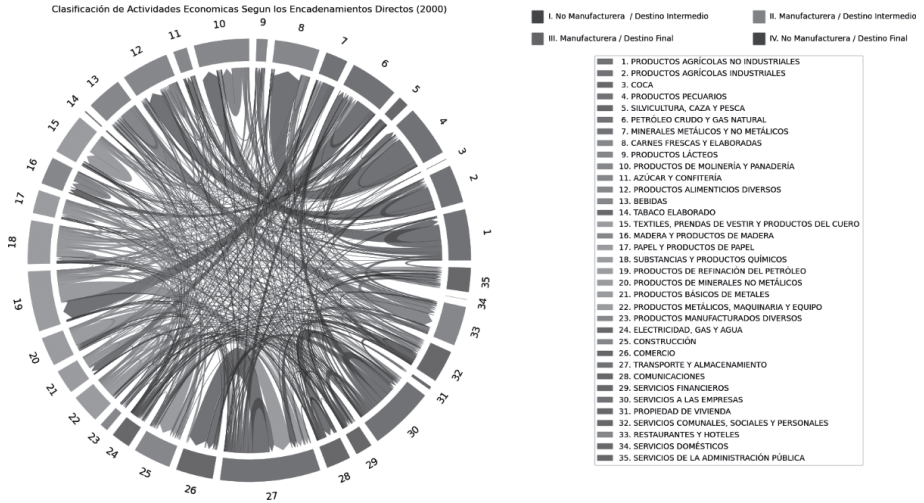 Clasificación de Actividades Economicas Segun los Encadenamientos Directos (2000)
I. No Manufacturera / Destino Intermedio
II. Manufacturera / Destino Intermedio
III. Manufacturera / Destino Final
IV. No Manufacturera / Destino Final
1. PRODUCTOS AGRÍCOLAS NO INDUSTRIALES
2. PRODUCTOS AGRÍCOLAS INDUSTRIALES
3. COCA
4. PRODUCTOS PECUARIOS
5. SILVICULTURA, CAZA Y PESCA
6. PETRÓLEO CRUDO Y GAS NATURAL
7. MINERALES METÁLICOS Y NO METÁLICOS
8. CARNES FRESCAS Y ELABORADAS
9. PRODUCTOS LÁCTEOS
10. PRODUCTOS DE MOLINERÍA Y PANADERÍA
11. AZÚCAR Y CONFITERÍA
12. PRODUCTOS ALIMENTICIOS DIVERSOS
13. BEBIDAS
14. TABACO ELABORADO
15. TEXTILES, PRENDAS DE VESTIR Y PRODUCTOS DEL CUERO
16. MADERA Y PRODUCTOS DE MADERA
17. PAPEL Y PRODUCTOS DE PAPEL
18. SUBSTANCIAS Y PRODUCTOS QUÍMICOS
19. PRODUCTOS DE REFINACIÓN DEL PETRÓLEO
20. PRODUCTOS DE MINERALES NO METÁLICOS
21. PRODUCTOS BÁSICOS DE METALES
22. PRODUCTOS METÁLICOS, MAQUINARIA Y EQUIPO
23. PRODUCTOS MANUFACTURADOS DIVERSOS
24. ELECTRICIDAD, GAS Y AGUA
25. CONSTRUCCIÓN
26. COMERCIO
27. TRANSPORTE Y ALMACENAMIENTO
28. COMUNICACIONES
29. SERVICIOS FINANCIEROS
30. SERVICIOS A LAS EMPRESAS
31. PROPIEDAD DE VIVIENDA
32. SERVICIOS COMUNALES, SOCIALES Y PERSONALES
33. RESTAURANTES Y HOTELES
34. SERVICIOS DOMÉSTICOS
35. SERVICIOS DE LA ADMINISTRACIÓN PÚBLICA
1
2
3
4
5
6
7
8
9
10
11
12
13
14
15
16
17
18
19
20
21
22
23
24
25
26
27
28
29
30
31
32
33
34
35